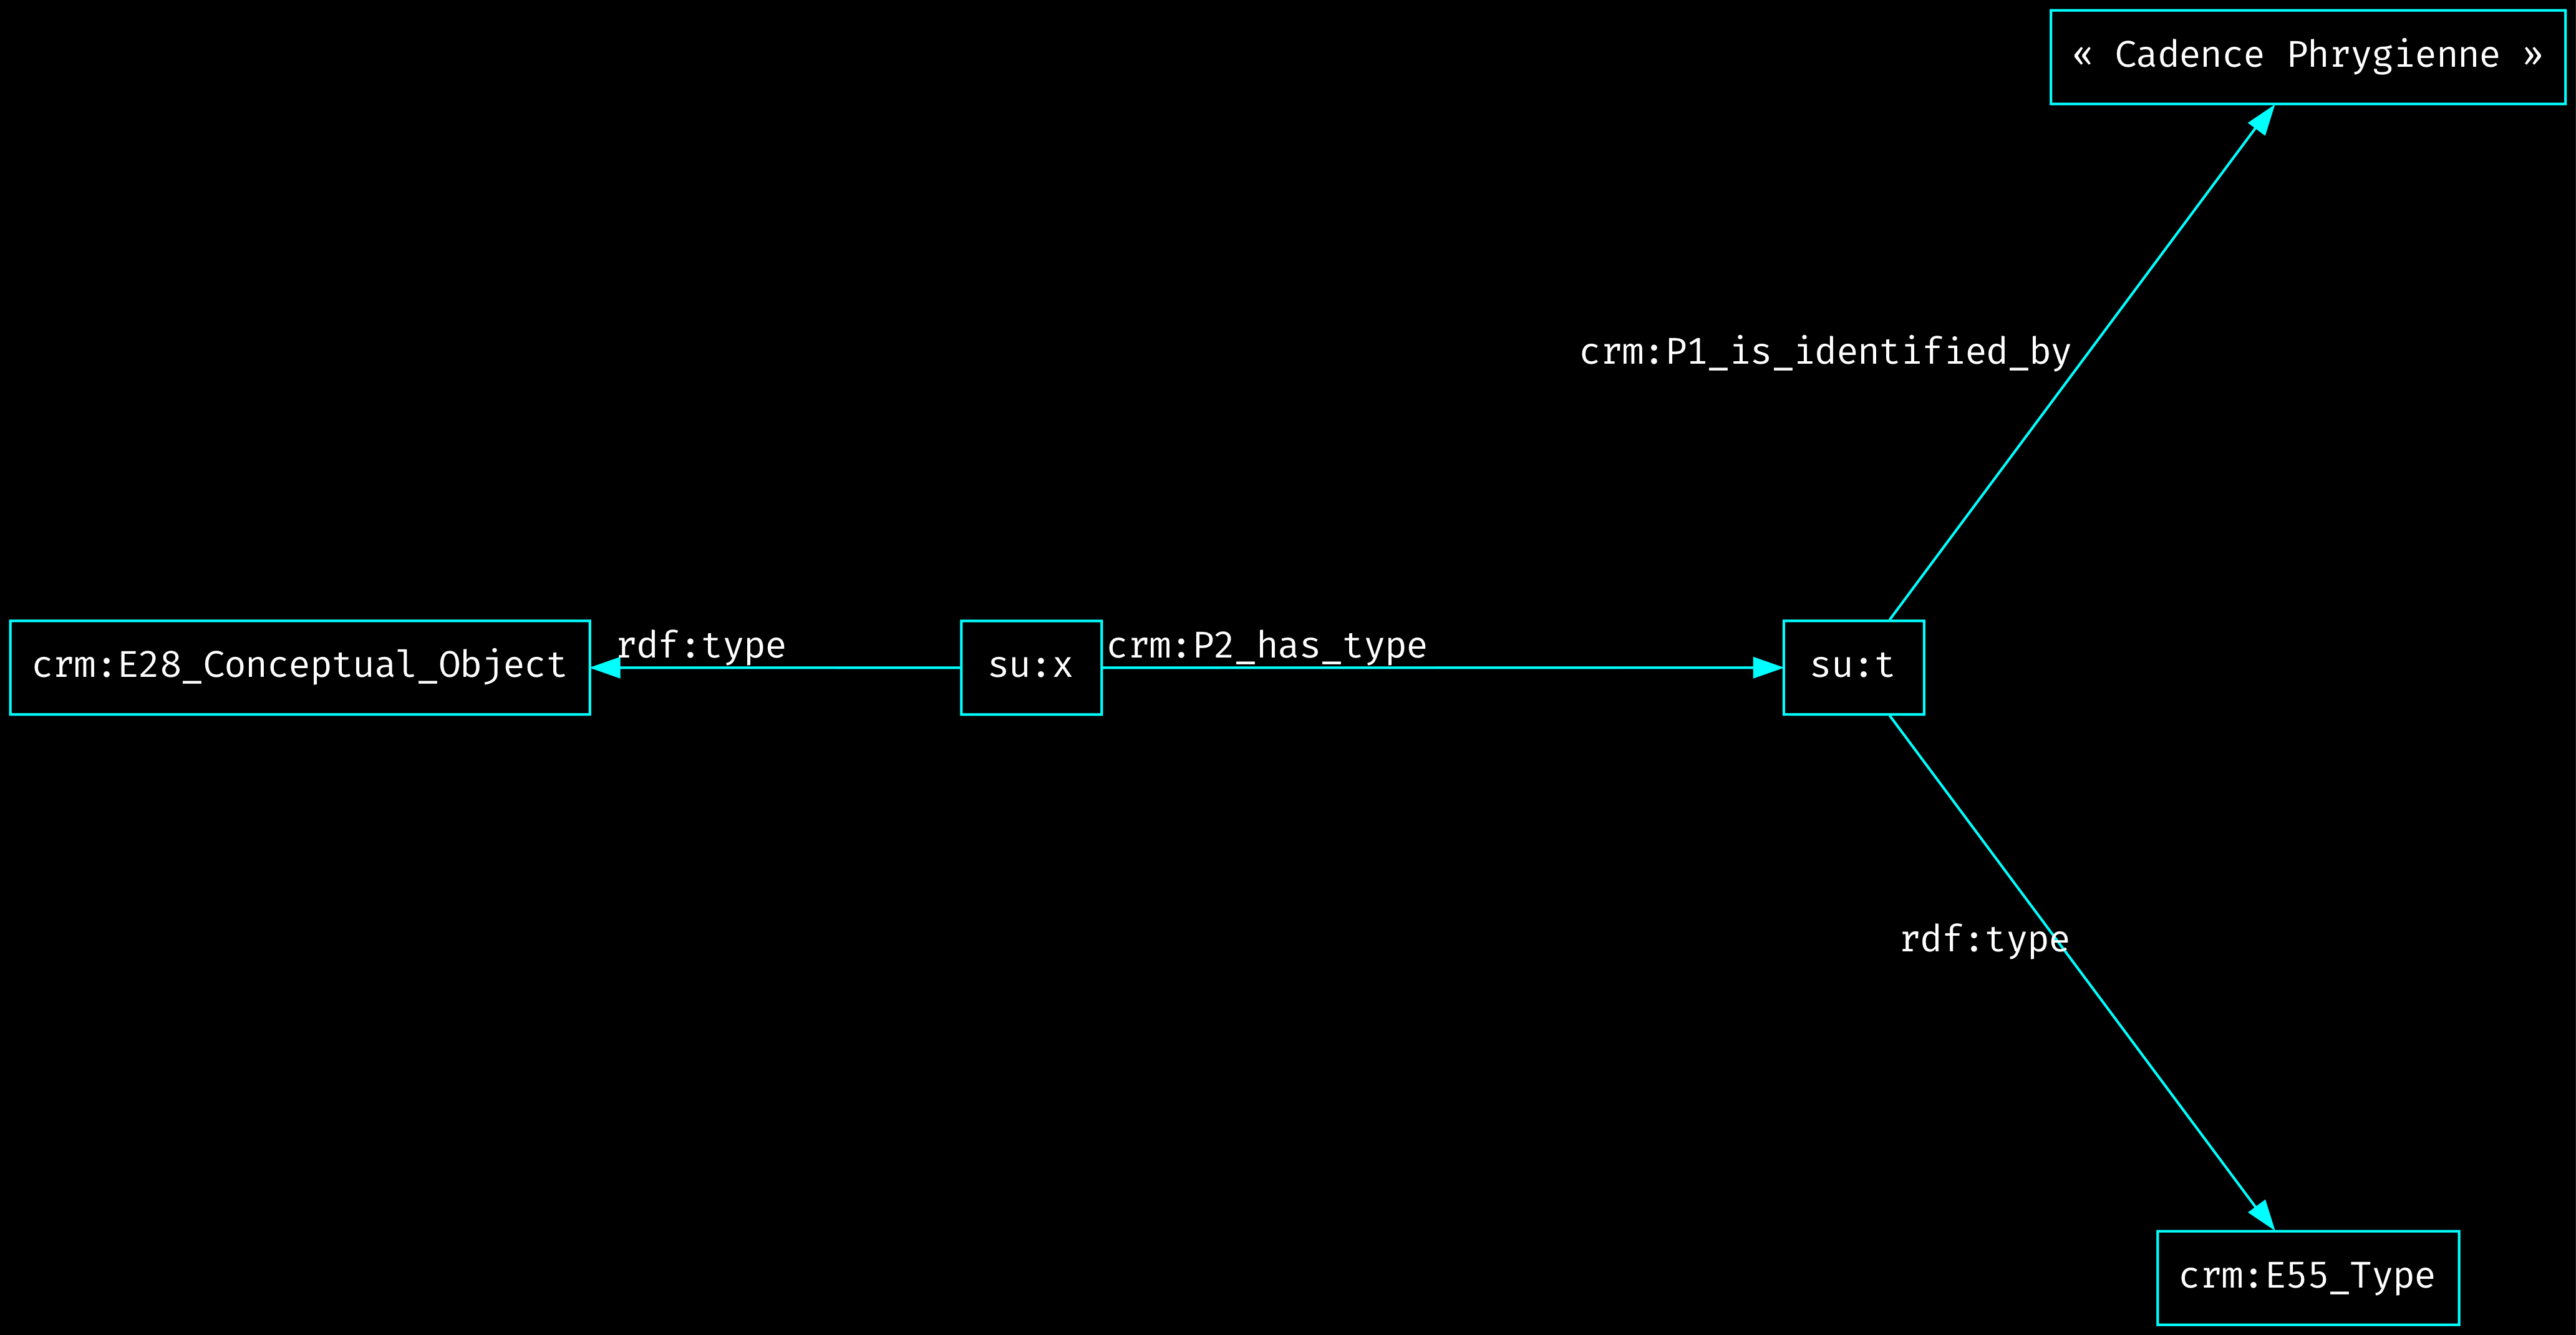 « Cadence Phrygienne »
crm:P1_is_identified_by
crm:E28_Conceptual_Object
rdf:type
su:x
crm:P2_has_type
su:t
rdf:type
crm:E55_Type